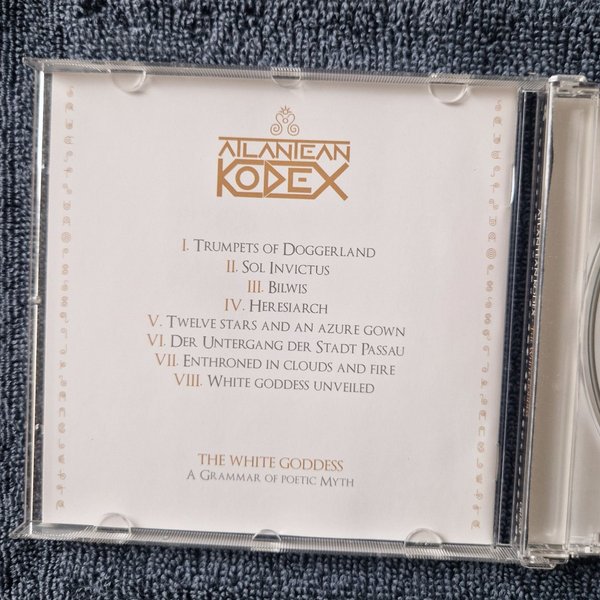 ATLANTEAN
KODEX
I. TRUMPETS OF DOGGERLAND
II. SOL INVICTUS
III. BILWIS
IV. HERESIARCH
V. TWELVE STARS AND AN AZURE GOWN
VI. DER UNTERGANG DER STADT PASSAU
VII. ENTHRONED IN CLOUDS AND FIRE
VIII. WHITE GODDESS UNVEILED
THE WHITE GODDESS
A GRAMMAR OF POETIC MYTH